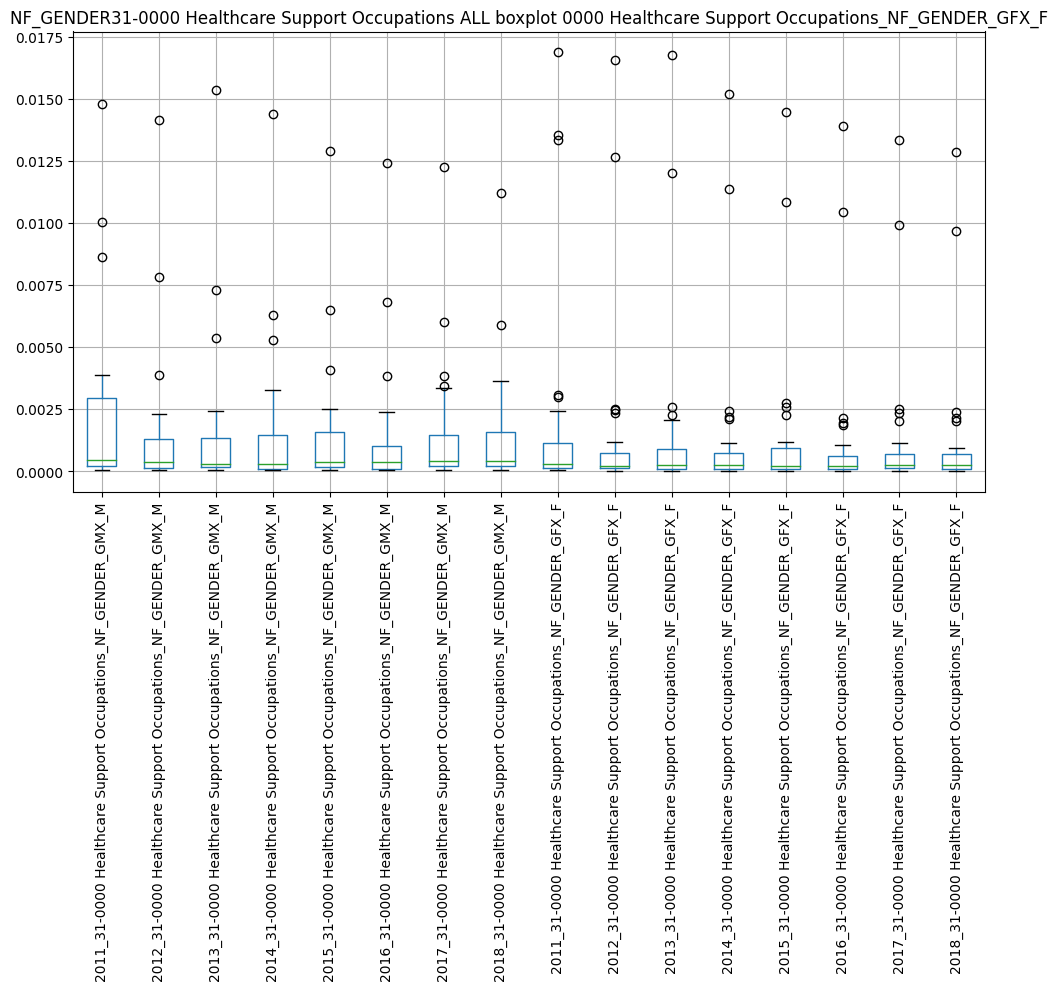 NF_GENDER31-0000 Healthcare Support Occupations ALL boxplot 0000 Healthcare Support Occupations_NF_GENDER_GFX_F
0.0175
0.0150
0.0125
0.0100
0.0075
0.0050
0.0025
0.0000
2011_31-0000 Healthcare Support Occupations_NF_GENDER_GMX_M
2012_31-0000 Healthcare Support Occupations_NF_GENDER_GMX_M
2013_31-0000 Healthcare Support Occupations_NF_GENDER_GMX_M
2014_31-0000 Healthcare Support Occupations_NF_GENDER_GMX_M
2015_31-0000 Healthcare Support Occupations_NF_GENDER_GMX_M
2016_31-0000 Healthcare Support Occupations_NF_GENDER_GMX_M
2017_31-0000 Healthcare Support Occupations_NF_GENDER_GMX_M
2018_31-0000 Healthcare Support Occupations_NF_GENDER_GMX_M
2011_31-0000 Healthcare Support Occupations_NF_GENDER_GFX_F
2012_31-0000 Healthcare Support Occupations_NF_GENDER_GFX_F
2013_31-0000 Healthcare Support Occupations_NF_GENDER_GFX_F
2014_31-0000 Healthcare Support Occupations_NF_GENDER_GFX_F
2015_31-0000 Healthcare Support Occupations_NF_GENDER_GFX_F
2016_31-0000 Healthcare Support Occupations_NF_GENDER_GFX_F
2017_31-0000 Healthcare Support Occupations_NF_GENDER_GFX_F
2018_31-0000 Healthcare Support Occupations_NF_GENDER_GFX_F